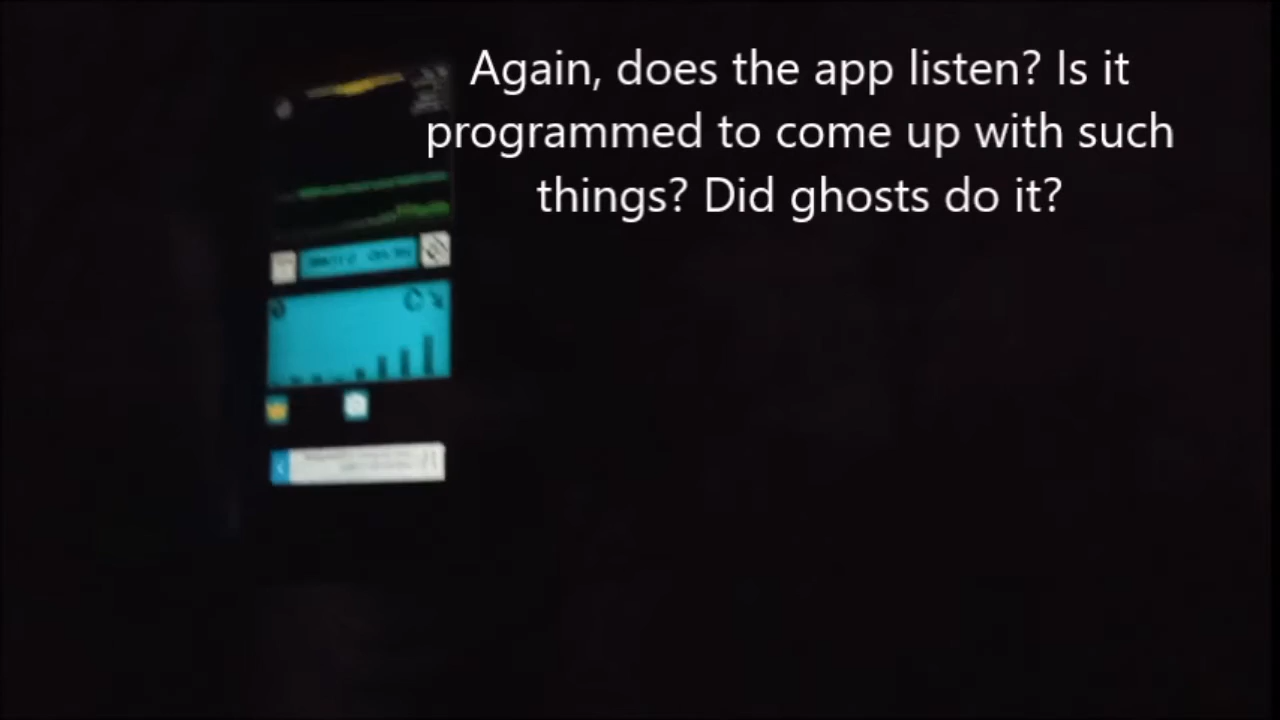 Again, does the app listen? Is it
programmed to come up with such
things? Did ghosts do it?